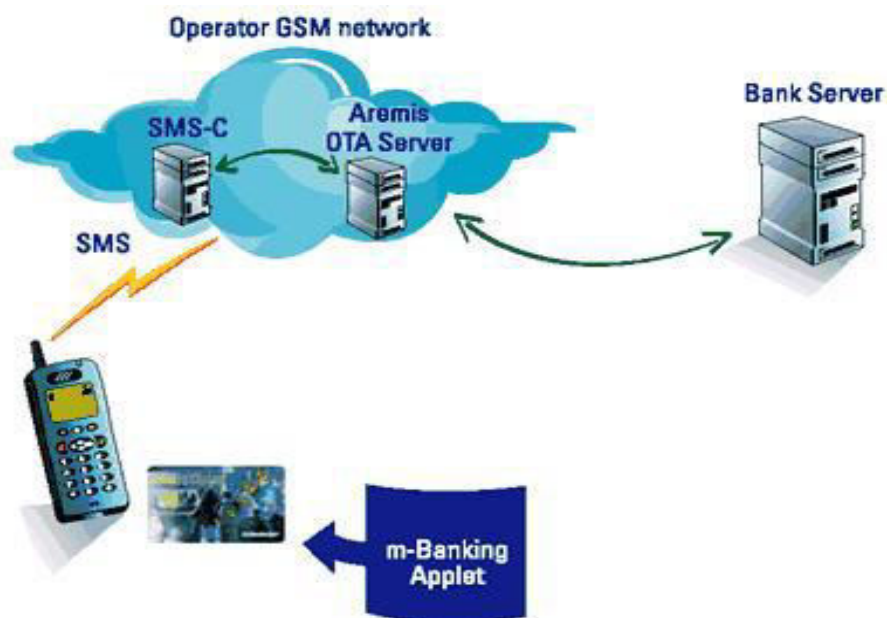 Operator GSM network
SMS-C
Aremis
OTA Server
Bank Server
SMS
m-Banking
Applet